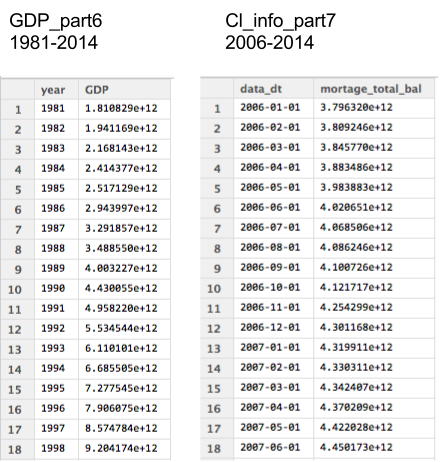 GDP_part6
1981-2014
year GDP
1 1981 1.810829e+12
2 1982 1.941169e+12
3 1983 2.168143e+12
4 1984 2.414377e+12
5 1985 2.517129e+12
6 1986 2.943997e+12
7 1987 3.291857e+12
8 1988 3.488550e+12
9 1989 4.003227e+12
10 1990 4.430055e+12
11 1991 4.958220e+12
12 1992 5.534544e+12
13 1993 6.110101e+12
14 1994 6.685505e+12
15 1995 7.277545e+12
16 1996 7.906075e+12
17 1997 8.574784e+12
18 1998 9.204174e+12
CI_info_part7
2006-2014
data_dt mortage_total_bal
1 2006-01-01 3.796320e+12
2 2006-02-01 3.809246e+12
3 2006-03-01 3.845770e+12
4 2006-04-01 3.883486e+12
5 2006-05-01 3.983883e+12
6 2006-06-01 4.020651e+12
7 2006-07-01 4.068506e+12
8 2006-08-01 4.086246e+12
9 2006-09-01 4.100726e+12
10 2006-10-01 4.121717e+12
11 2006-11-01 4.254299e+12
12 2006-12-01 4.301168e+12
13 2007-01-01 4.319911e+12
14 2007-02-01 4.330311e+12
15 2007-03-01 4.342407e+12
16 2007-04-01 4.370209e+12
17 2007-05-01 4.422028e+12
18 2007-06-01 4.450173e+12